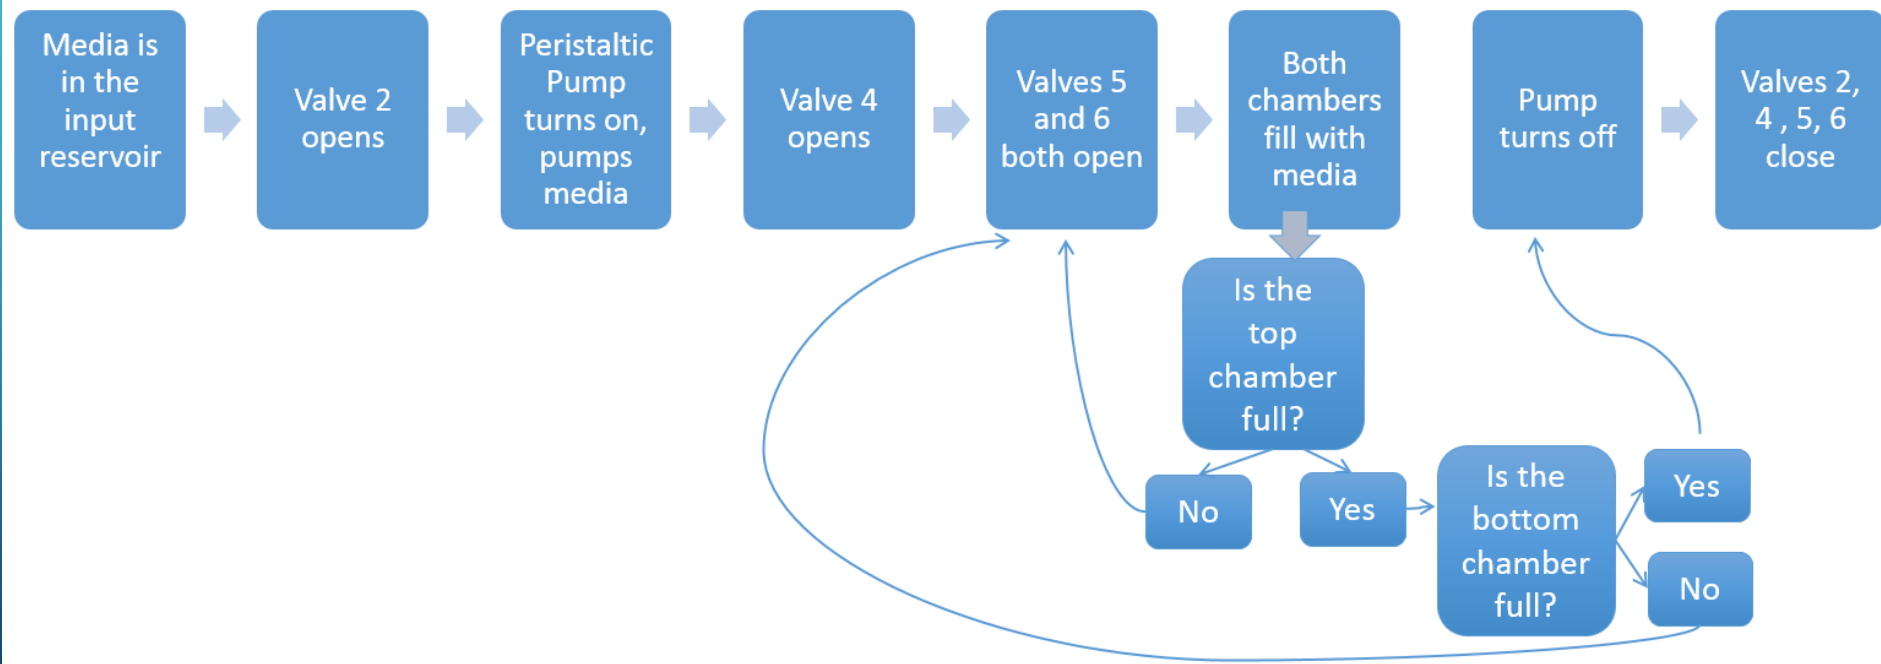 Media is
in the
input
reservoir
Valve 2
opens
Peristaltic
Pump
turns on,
pumps
media
Valve 4
opens
Valves 5
and 6
both open
Both
chambers
fill with
media
Pump
turns off
Valves 2,
4 , 5, 6
close
Is the
top
chamber
full?
No
Yes
Is the
bottom
chamber
full?
Yes
No